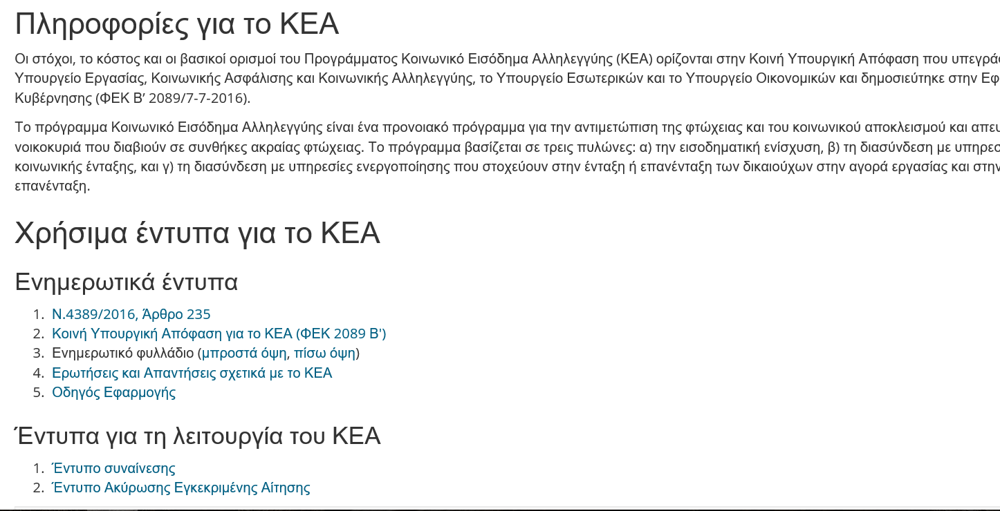 Πληροφορίες για το ΚΕΑ
Οι στόχοι, το κόστος και οι βασικοί ορισμοί του Προγράμματος Κοινωνικό Εισόδημα Αλληλεγγύης (ΚΕΑ) ορίζονται στην Κοινή Υπουργική Απόφαση που
Υπουργείο Εργασίας, Κοινωνικής Ασφάλισης και Κοινωνικής Αλληλεγγύης, το Υπουργείο Εσωτερικών και το Υπουργείο Οικονομικών και δημοσιεύτηκε στην
Κυβέρνησης (ΦΕΚ Β’ 2089/7-7-2016).
Το πρόγραμμα Κοινωνικό Εισόδημα Αλληλεγγύης είναι ένα προνοιακό πρόγραμμα για την αντιμετώπιση της φτώχειας και του κοινωνικού αποκλεισμού και
νοικοκυριά που διαβιούν σε συνθήκες ακραίας φτώχειας. Το πρόγραμμα βασίζεται σε τρεις πυλώνες: α) την εισοδηματική ενίσχυση, β) τη διασύνδεση με
κοινωνικής ένταξης, και γ) τη διασύνδεση με υπηρεσίες ενεργοποίησης που στοχεύουν στην ένταξη ή επανένταξη των δικαιούχων στην αγορά εργασίας και στην
επανένταξη.
Χρήσιμα έντυπα για το ΚΕΑ
Ενημερωτικά έντυπα
1. Ν.4389/2016, Άρθρο 235
2. Κοινή Υπουργική Απόφαση για το ΚΕΑ (ΦΕΚ 2089 Β')
3. Ενημερωτικό φυλλάδιο (μπροστά όψη, πίσω όψη)
4. Ερωτήσεις και Απαντήσεις σχετικά με το ΚΕΑ
5. Οδηγός Εφαρμογής
Έντυπα για τη λειτουργία του ΚΕΑ
1. Έντυπο συναίνεσης
2. Έντυπο Ακύρωσης Εγκεκριμένης Αίτησης